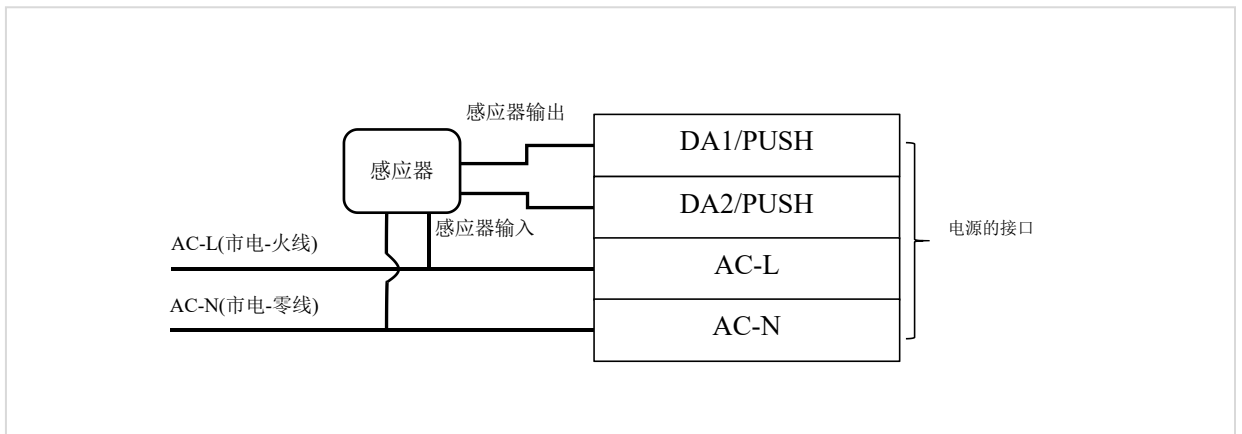 感应器输出
DA1/PUSH
感应器
DA2/PUSH
感应器输入
电源的接口
AC-L(市电-火线)
AC-L
AC-N(市电-零线)
AC-N